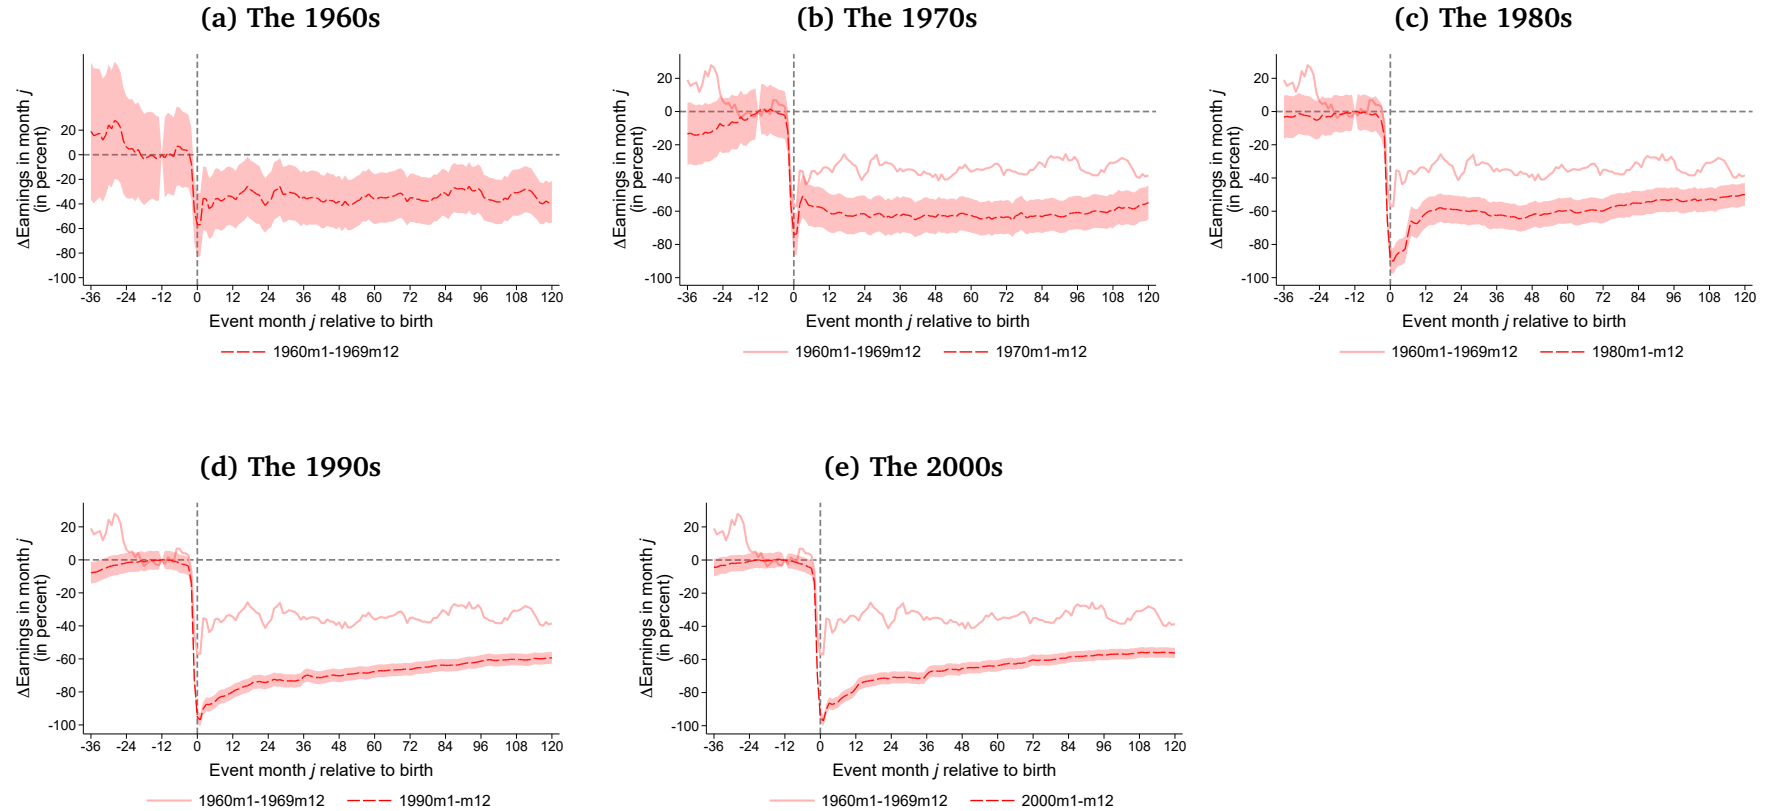 (a) The 1960s
ΔEarnings in month j
(in percent)
20
0
-20
-40
-60
-80
-100
-36 -24 -12 0 12 24 36 48 60 72 84 96 108 120
Event month j relative to birth
1960m1-1969m12
(b) The 1970s
ΔEarnings in month j
(in percent)
20
0
-20
-40
-60
-80
-100
-36 -24 -12 0 12 24 36 48 60 72 84 96 108 120
Event month j relative to birth
1960m1-1969m12 1970m1-m12
(c) The 1980s
ΔEarnings in month j
(in percent)
20
0
-20
-40
-60
-80
-100
-36 -24 -12 0 12 24 36 48 60 72 84 96 108 120
Event month j relative to birth
1960m1-1969m12 1980m1-m12
(d) The 1990s
ΔEarnings in month j
(in percent)
20
0
-20
-40
-60
-80
-100
-36 -24 -12 0 12 24 36 48 60 72 84 96 108 120
Event month j relative to birth
1960m1-1969m12 1990m1-m12
(e) The 2000s
ΔEarnings in month j
(in percent)
20
0
-20
-40
-60
-80
-100
-36 -24 -12 0 12 24 36 48 60 72 84 96 108 120
Event month j relative to birth
1960m1-1969m12 2000m1-m12